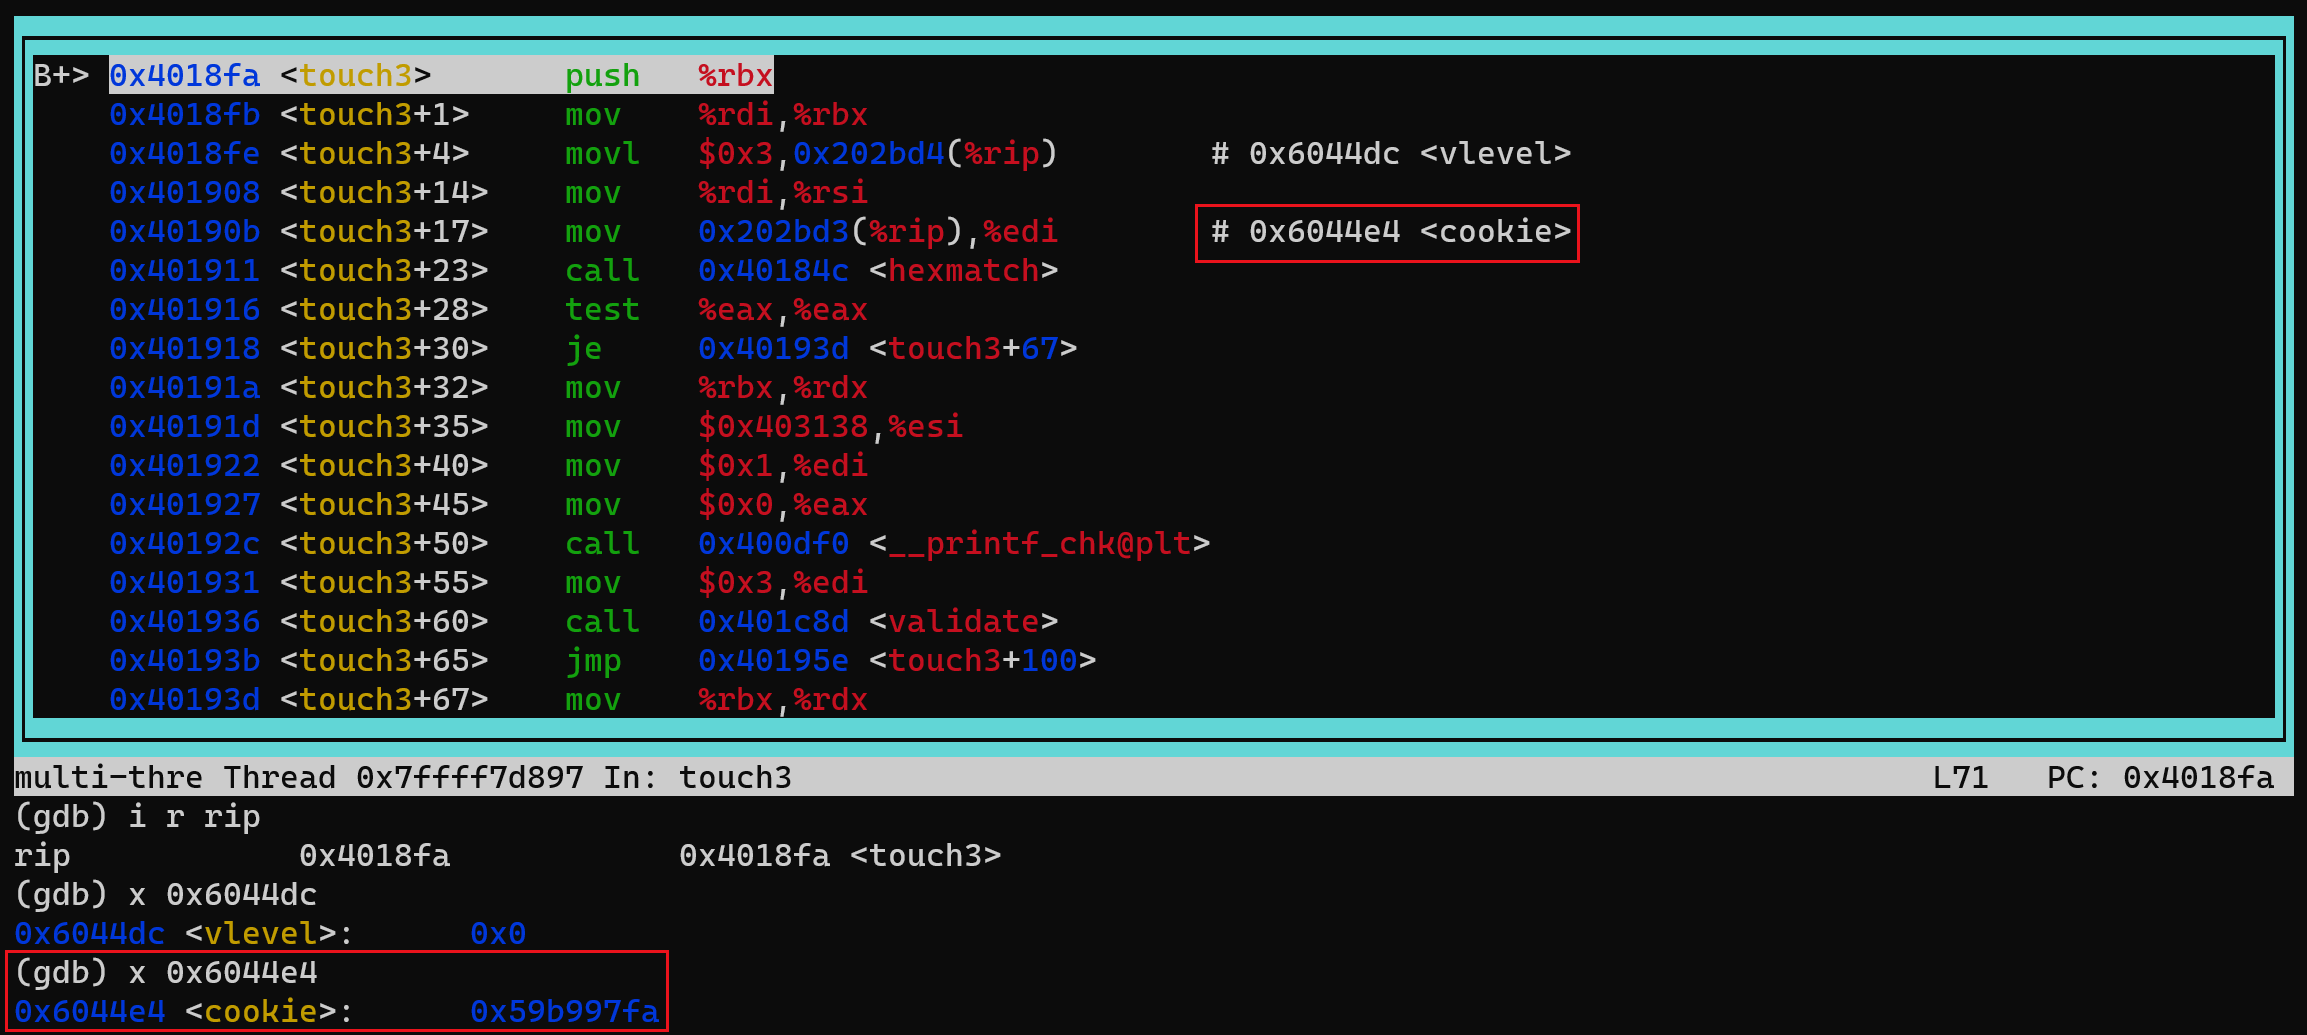 B+> 0x4018fa <touch3>       push   %rbx
0x4018fb <touch3+1>     mov    %rdi,%rbx
0x4018fe <touch3+4>     movl   $0x3,0x202bd4(%rip)        # 0x6044dc <vlevel>
0x401908 <touch3+14>    mov    %rdi,%rsi
0x40190b <touch3+17>    mov    0x202bd3(%rip),%edi        # 0x6044e4 <cookie>
0x401911 <touch3+23>    call   0x40184c <hexmatch>
0x401916 <touch3+28>    test   %eax,%eax
0x401918 <touch3+30>    je     0x40193d <touch3+67>
0x40191a <touch3+32>    mov    %rbx,%rdx
0x40191d <touch3+35>    mov    $0x403138,%esi
0x401922 <touch3+40>    mov    $0x1,%edi
0x401927 <touch3+45>    mov    $0x0,%eax
0x40192c <touch3+50>    call   0x400df0 <__printf_chk@plt>
0x401931 <touch3+55>    mov    $0x3,%edi
0x401936 <touch3+60>    call   0x401c8d <validate>
0x40193b <touch3+65>    jmp    0x40195e <touch3+100>
0x40193d <touch3+67>    mov    %rbx,%rdx
multi-thre Thread 0x7ffff7d897 In: touch3    L71   PC: 0x4018fa
(gdb) i r rip
rip            0x4018fa            0x4018fa <touch3>
(gdb) x 0x6044dc
0x6044dc <vlevel>:      0x0
(gdb) x 0x6044e4
0x6044e4 <cookie>:      0x59b997fa